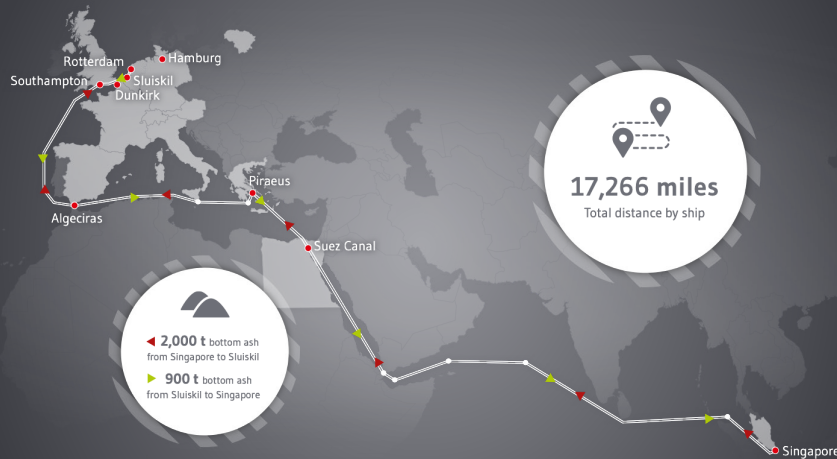 Hamburg
Rotterdam
Southampton
Sluiskil
Dunkirk
Piraeus
Algeciras
Suez Canal
Singapore
17,266 miles
Total distance by ship
2,000 t bottom ash
from Singapore to Sluiskil
900 t bottom ash
from Sluiskil to Singapore